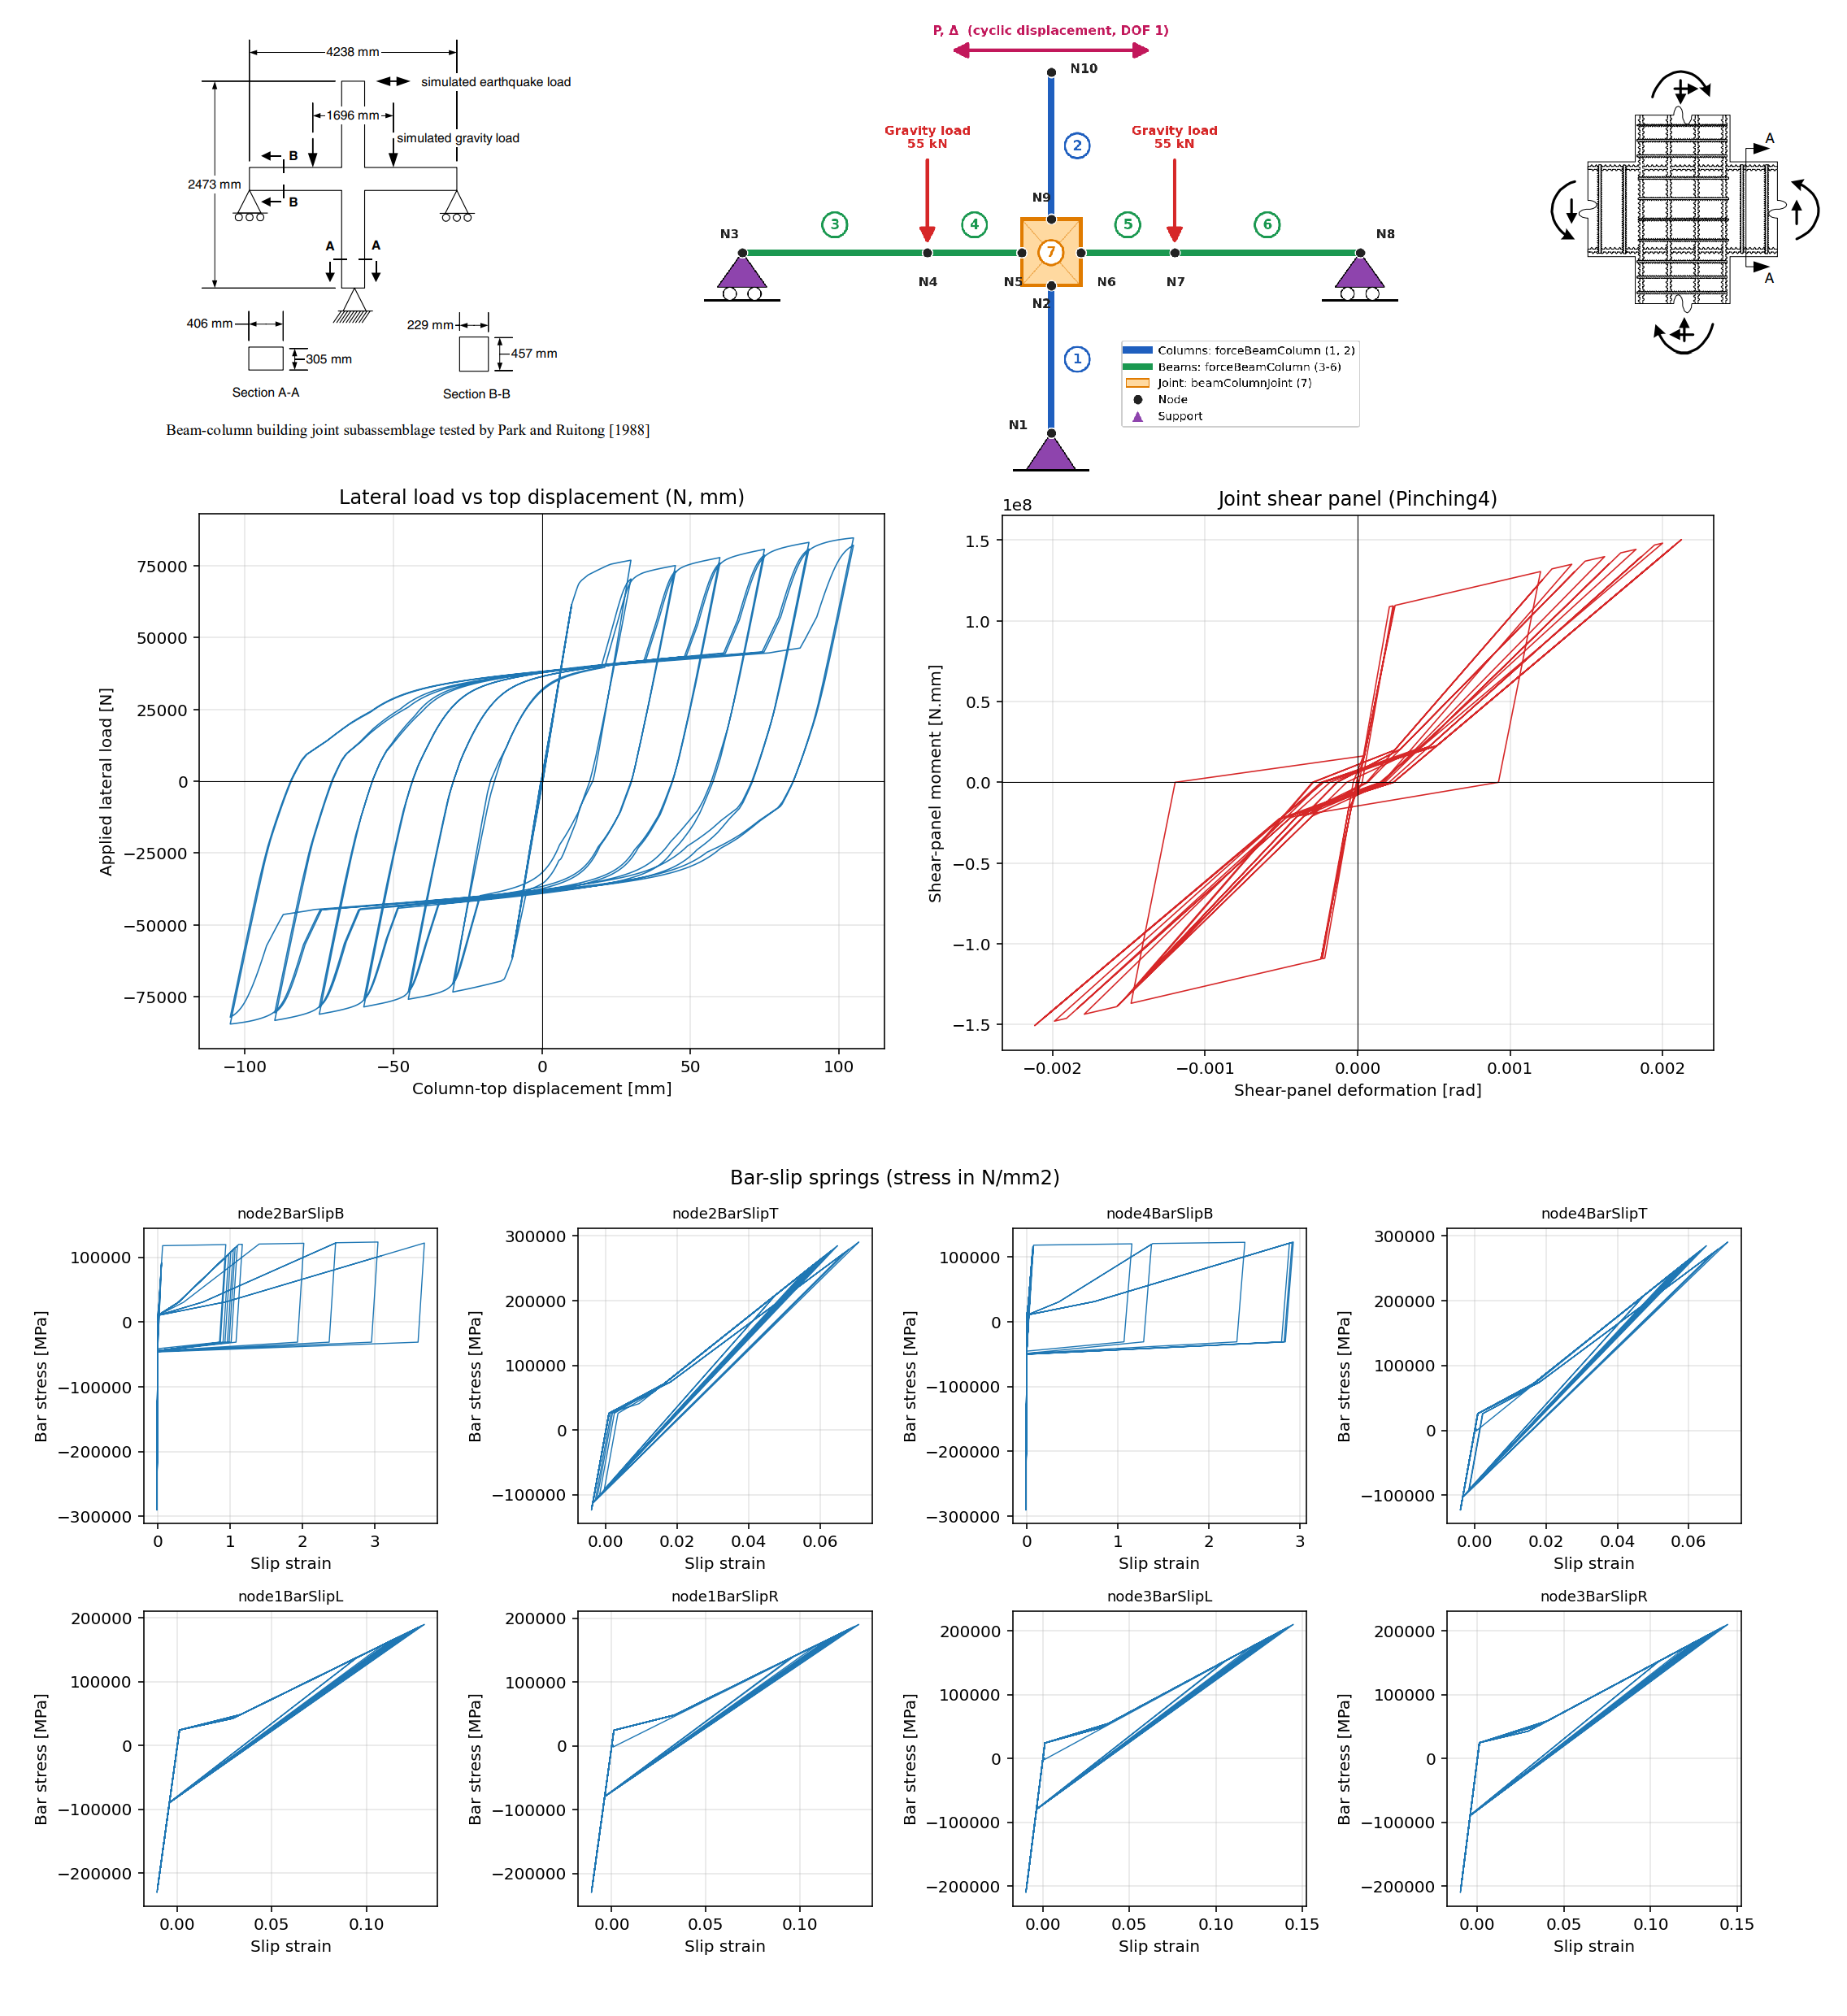 4238 mm
simulated earthquake load
1696 mm
simulated gravity load
B
2473 mm
B
A
A
406 mm
305 mm
229 mm
457 mm
Section A-A
Section B-B
Beam-column building joint subassemblage tested by Park and Ruitong [1988]
P, Δ (cyclic displacement, DOF 1)
N10
Gravity load
55 kN
Gravity load
55 kN
2
N9
3
4
5
6
N3
7
N8
N4
N5
N6
N7
N2
1
Columns: forceBeamColumn (1, 2)
Beams: forceBeamColumn (3-6)
Joint: beamColumnJoint (7)
Node
Support
N1
A
A
Lateral load vs top displacement (N, mm)
Applied lateral load [N]
75000
50000
25000
0
−25000
−50000
−75000
−100
−50
0
50
100
Column-top displacement [mm]
Joint shear panel (Pinching4)
1e8
Shear-panel moment [N.mm]
1.5
1.0
0.5
0.0
−0.5
−1.0
−1.5
−0.002
−0.001
0.000
0.001
0.002
Shear-panel deformation [rad]
Bar-slip springs (stress in N/mm2)
node2BarSlipB
Bar stress [MPa]
100000
0
−100000
−200000
−300000
0
1
2
3
Slip strain
node2BarSlipT
Bar stress [MPa]
300000
200000
100000
0
−100000
0.00
0.02
0.04
0.06
Slip strain
node4BarSlipB
Bar stress [MPa]
100000
0
−100000
−200000
−300000
0
1
2
3
Slip strain
node4BarSlipT
Bar stress [MPa]
300000
200000
100000
0
−100000
0.00
0.02
0.04
0.06
Slip strain
node1BarSlipL
Bar stress [MPa]
200000
100000
0
−100000
−200000
0.00
0.05
0.10
Slip strain
node1BarSlipR
Bar stress [MPa]
200000
100000
0
−100000
−200000
0.00
0.05
0.10
Slip strain
node3BarSlipL
Bar stress [MPa]
200000
100000
0
−100000
−200000
0.00
0.05
0.10
0.15
Slip strain
node3BarSlipR
Bar stress [MPa]
200000
100000
0
−100000
−200000
0.00
0.05
0.10
0.15
Slip strain